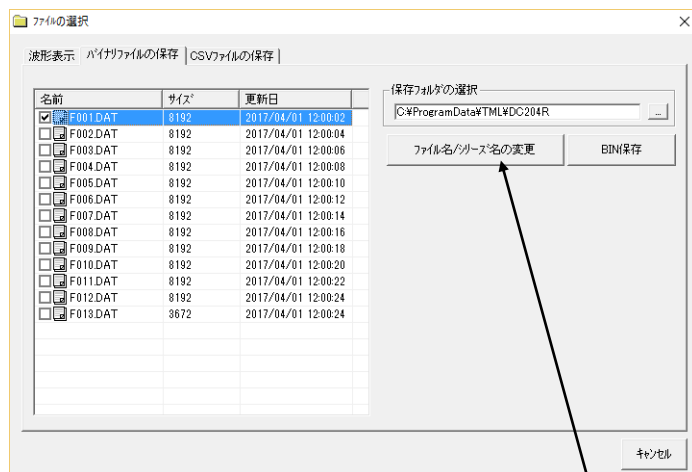 ファイルの選択
波形表示 バイナリファイルの保存 CSVファイルの保存
名前 サイズ 更新日
F001.DAT 8192 2017/04/01 12:00:02
F002.DAT 8192 2017/04/01 12:00:04
F003.DAT 8192 2017/04/01 12:00:06
F004.DAT 8192 2017/04/01 12:00:08
F005.DAT 8192 2017/04/01 12:00:10
F006.DAT 8192 2017/04/01 12:00:12
F007.DAT 8192 2017/04/01 12:00:14
F008.DAT 8192 2017/04/01 12:00:16
F009.DAT 8192 2017/04/01 12:00:18
F010.DAT 8192 2017/04/01 12:00:20
F011.DAT 8192 2017/04/01 12:00:22
F012.DAT 8192 2017/04/01 12:00:24
F013.DAT 3672 2017/04/01 12:00:24
保存フォルダの選択
C:¥ProgramData¥TML¥DC204R ...
ファイル名/シリーズ名の変更 BIN保存
キャンセル